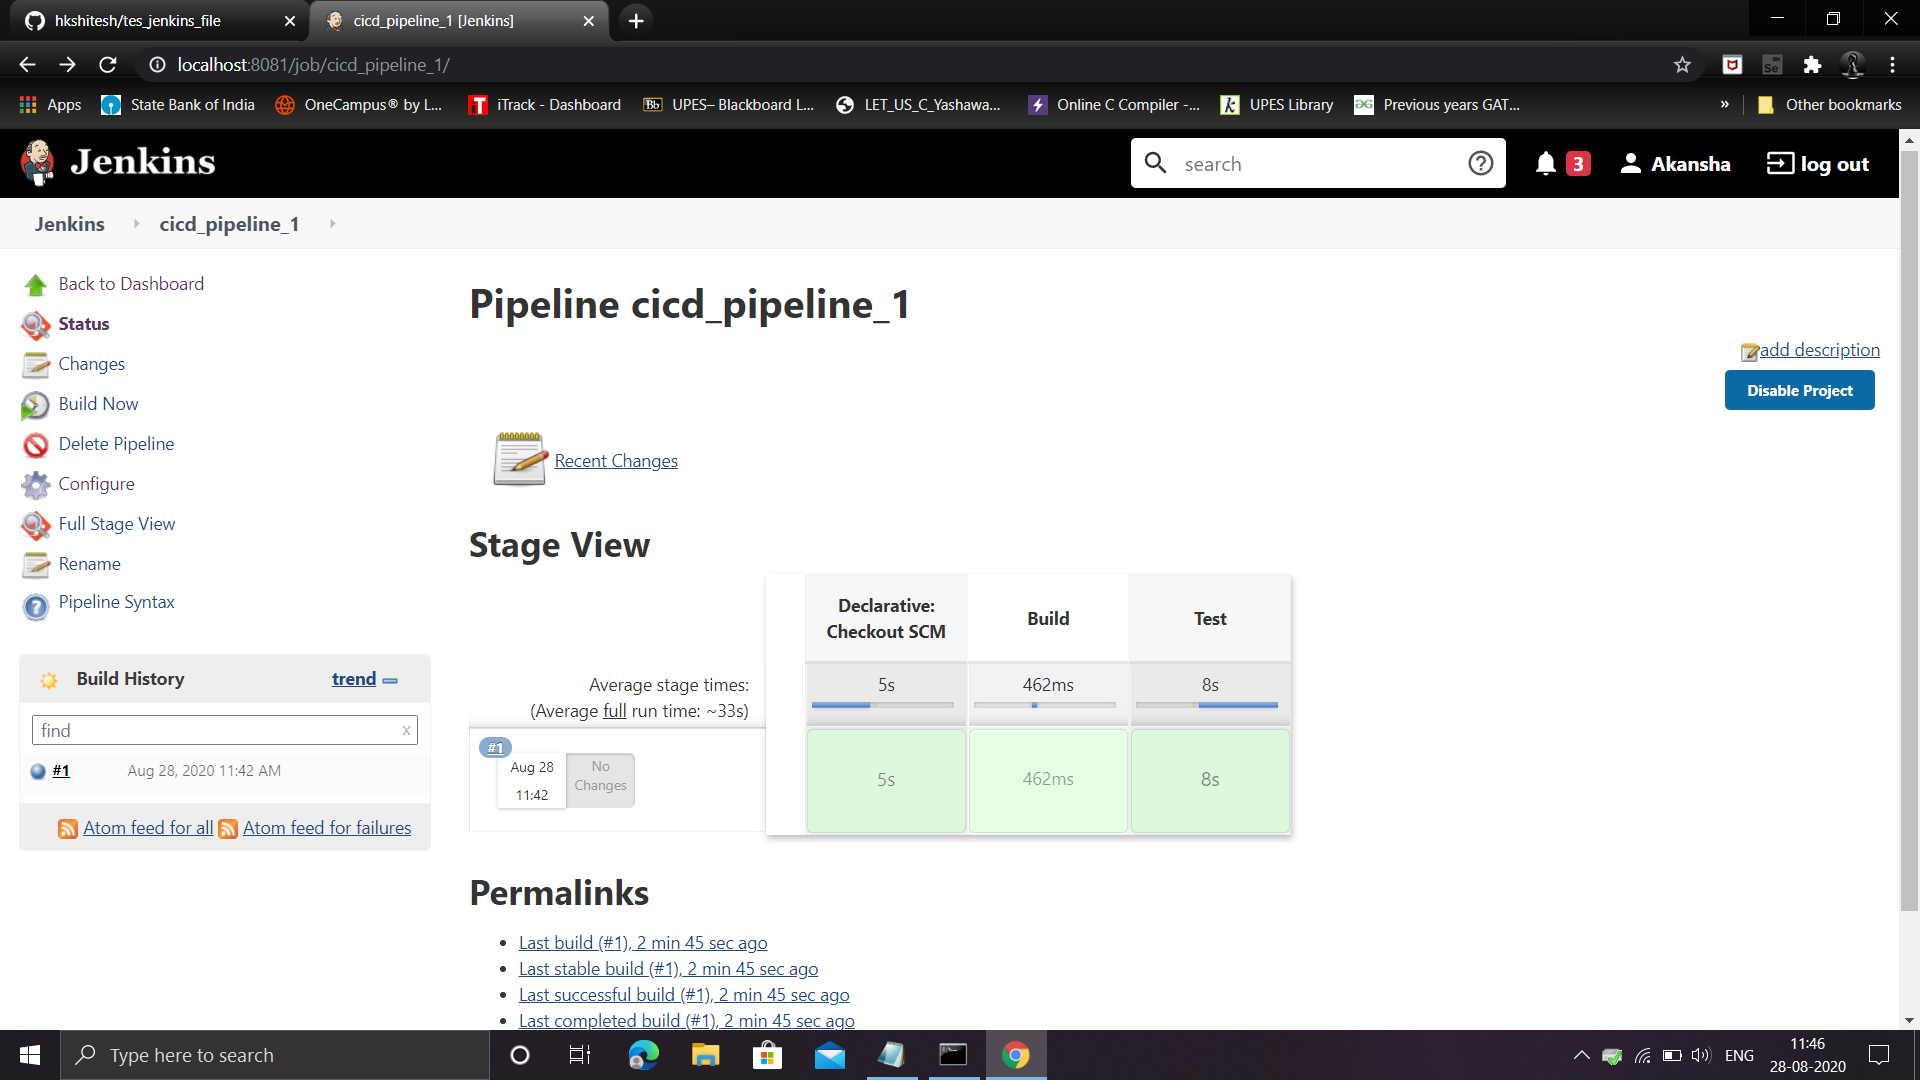 hkshitesh/tes_jenkins_file
cicd_pipeline_1 [Jenkins]
localhost:8081/job/cicd_pipeline_1/
Apps
State Bank of India
OneCampus® by L...
iTrack - Dashboard
Bb
UPES– Blackboard L...
LET_US_C_Yashawa...
Online C Compiler -...
UPES Library
Previous years GAT...
»
Other bookmarks
Jenkins
search
3
Akansha
log out
Jenkins
cicd_pipeline_1
Back to Dashboard
Status
Changes
Build Now
Delete Pipeline
Configure
Full Stage View
Rename
Pipeline Syntax
Build History
trend
find
x
#1
Aug 28, 2020 11:42 AM
Atom feed for all
Atom feed for failures
Pipeline cicd_pipeline_1
add description
Disable Project
Recent Changes
Stage View
Declarative:
Checkout SCM
Build
Test
Average stage times:
(Average full run time: ~33s)
5s
462ms
8s
#1
Aug 28
11:42
No
Changes
5s
462ms
8s
Permalinks
Last build (#1), 2 min 45 sec ago
Last stable build (#1), 2 min 45 sec ago
Last successful build (#1), 2 min 45 sec ago
Last completed build (#1), 2 min 45 sec ago
Type here to search
ENG
11:46
28-08-2020